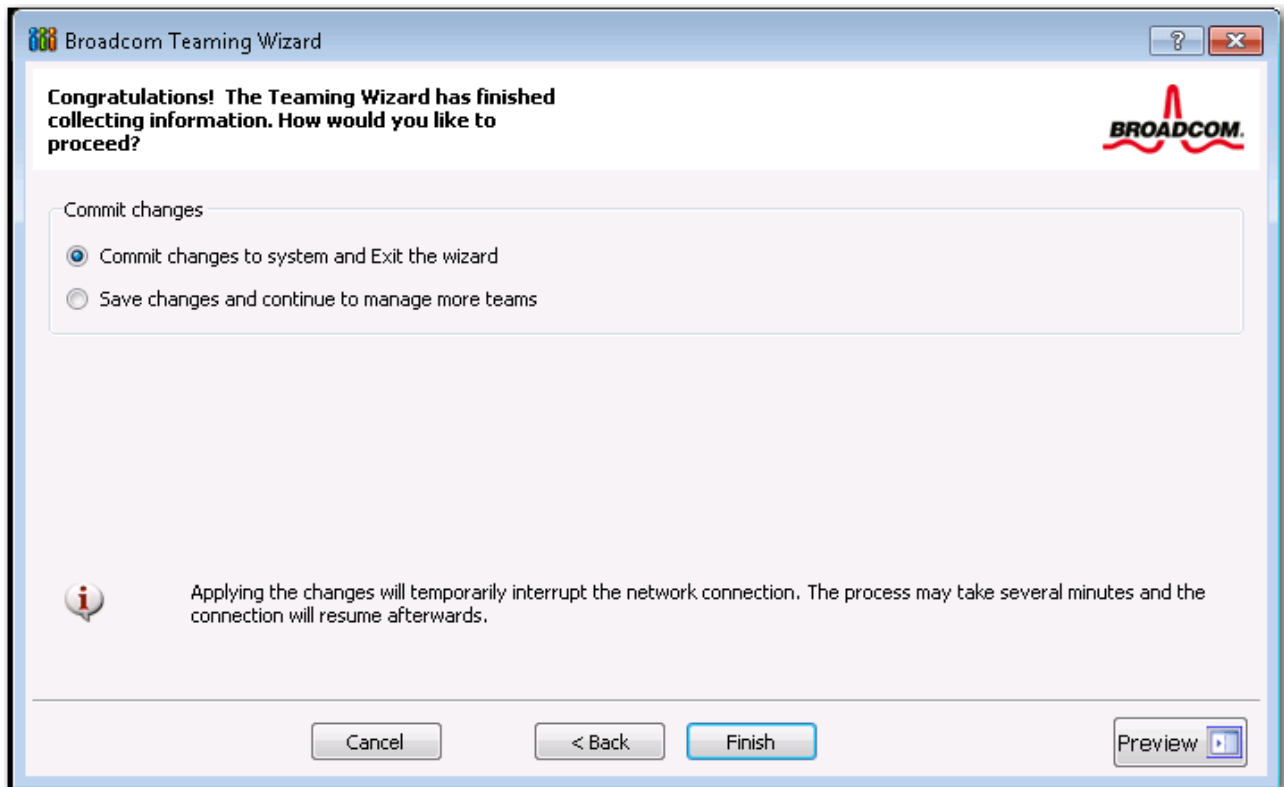 Broadcom Teaming Wizard
?
Congratulations! The Teaming Wizard has finished
collecting information. How would you like to
proceed?
BROADCOM.
Commit changes
Commit changes to system and Exit the wizard
Save changes and continue to manage more teams
i
Applying the changes will temporarily interrupt the network connection. The process may take several minutes and the
connection will resume afterwards.
Cancel
< Back
Finish
Preview